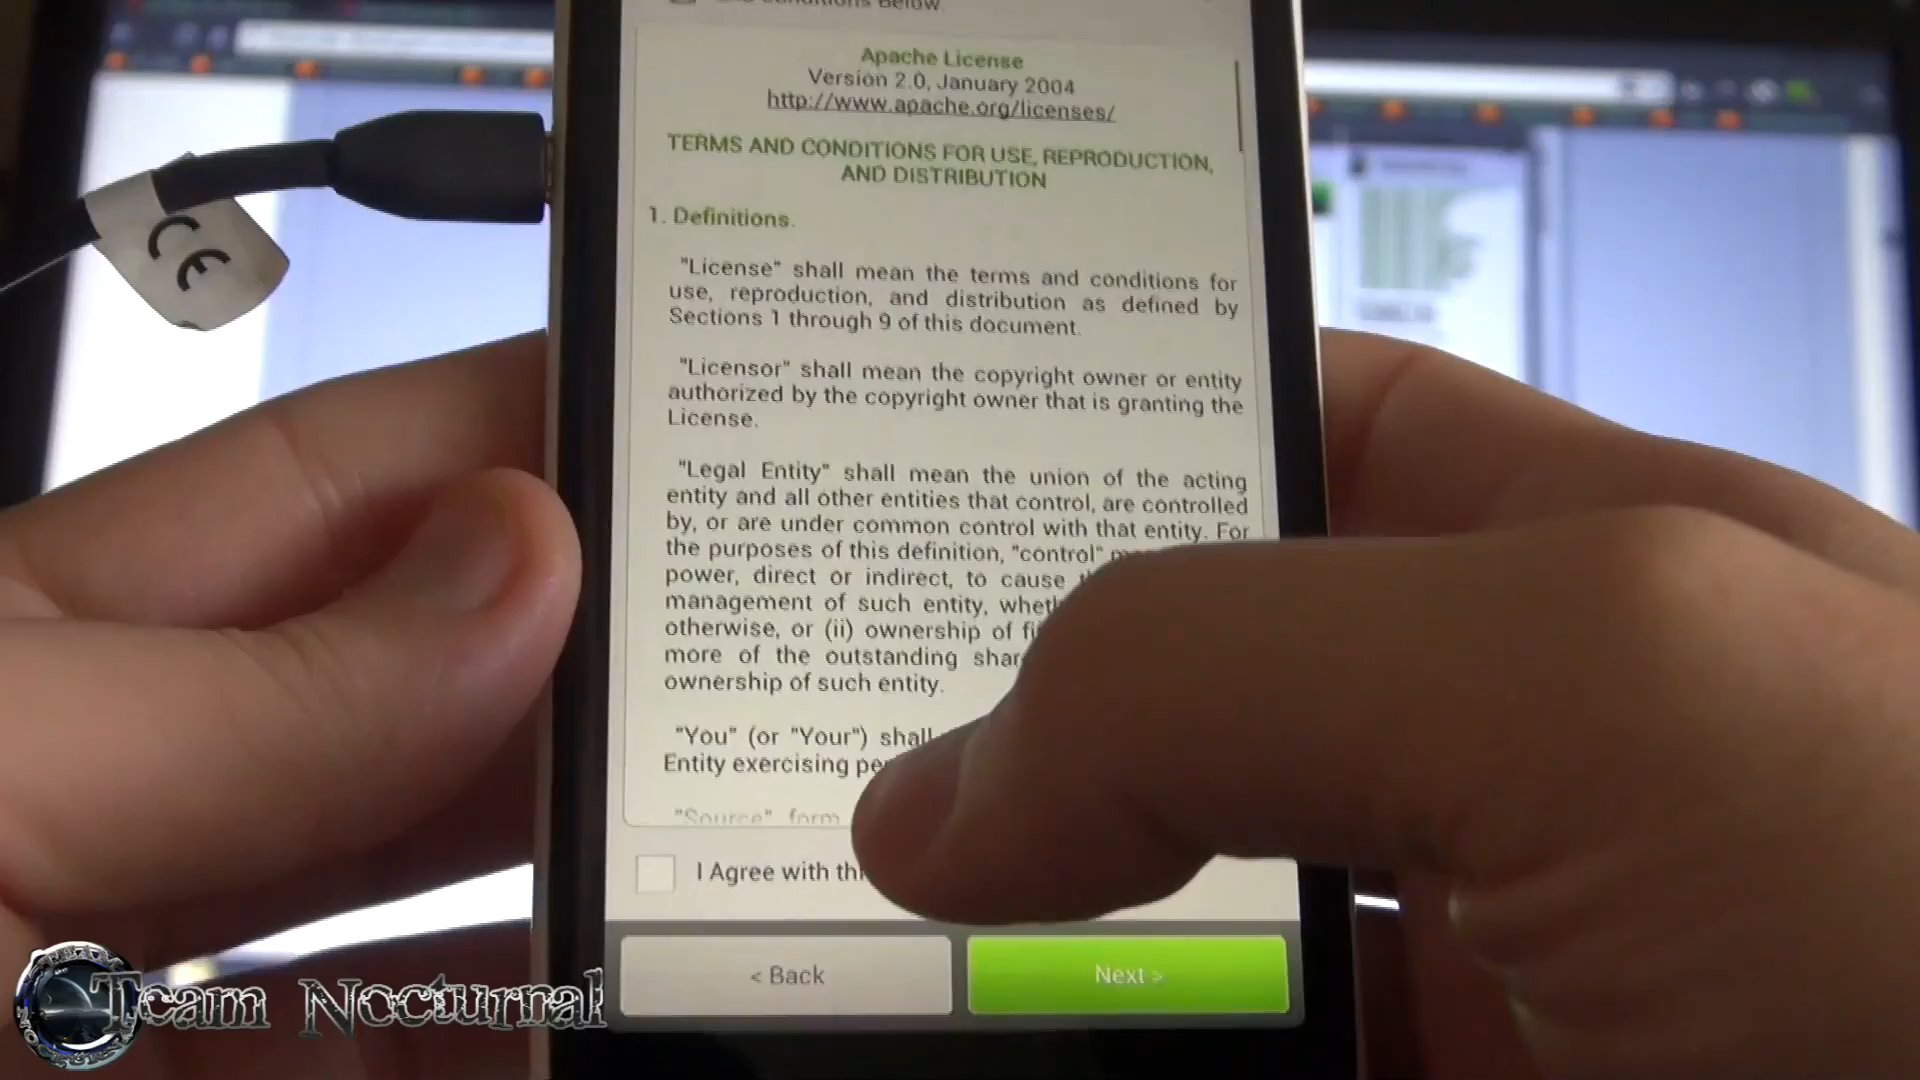 Conditions Below.
Apache License
Version 2.0, January 2004
http://www.apache.org/licenses/
TERMS AND CONDITIONS FOR USE, REPRODUCTION,
AND DISTRIBUTION
1. Definitions.
"License" shall mean the terms and conditions for
use, reproduction, and distribution as defined by
Sections 1 through 9 of this document.
"Licensor" shall mean the copyright owner or entity
authorized by the copyright owner that is granting the
License.
"Legal Entity" shall mean the union of the acting
entity and all other entities that control, are controlled
by, or are under common control with that entity. For
the purposes of this definition, "control"
power, direct or indirect, to cause
management of such entity,
otherwise, or (ii) ownership of
more of the outstanding
ownership of such entity.
"You" (or "Your") shall
Entity exercising
"Source" form
I Agree with
< Back
Next >
CE
Team Nocturnal